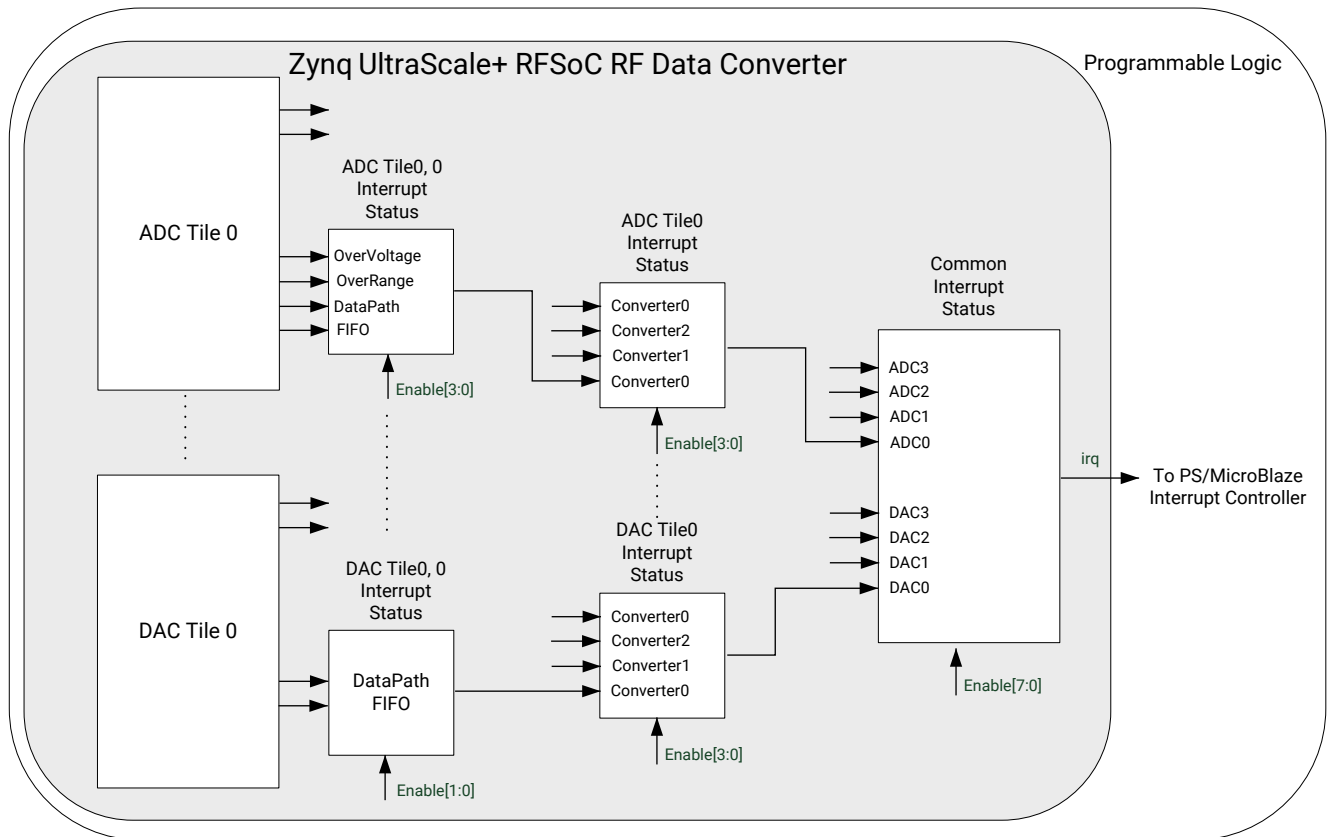 Zynq UltraScale+ RFSoC RF Data Converter
Programmable Logic
ADC Tile 0
ADC Tile0, 0
Interrupt
Status
OverVoltage
OverRange
DataPath
FIFO
Enable[3:0]
ADC Tile0
Interrupt
Status
Converter0
Converter2
Converter1
Converter0
Enable[3:0]
Common
Interrupt
Status
ADC3
ADC2
ADC1
ADC0
DAC3
DAC2
DAC1
DAC0
Enable[7:0]
irq
To PS/MicroBlaze
Interrupt Controller
DAC Tile 0
DAC Tile0, 0
Interrupt
Status
DataPath
FIFO
Enable[1:0]
DAC Tile0
Interrupt
Status
Converter0
Converter2
Converter1
Converter0
Enable[3:0]